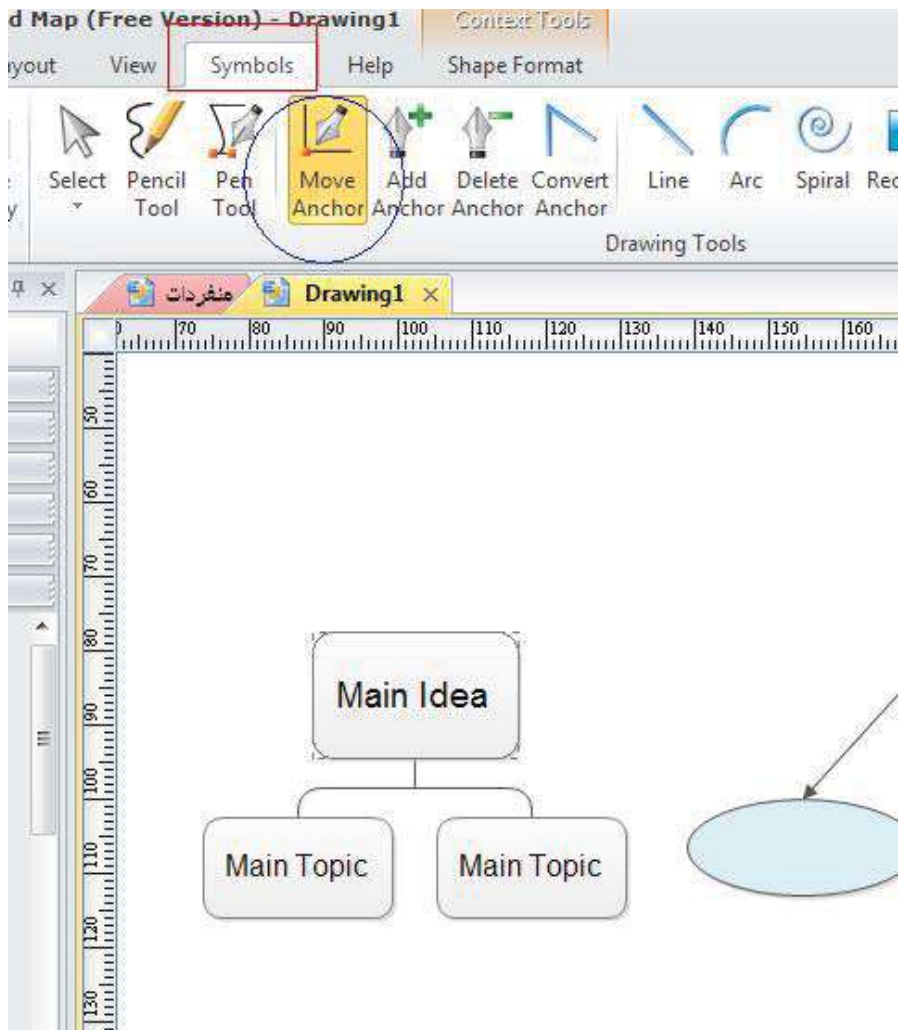 d Map (Free Version) - Drawing1 Context Tools
yout View Symbols Help Shape Format
Select Pencil Tool Pen Tool Move Anchor Add Anchor Delete Anchor Convert Anchor Line Arc Spiral Rec
y
Drawing Tools
منفردات Drawing1
70 80 90 100 110 120 130 140 150 160
50
60
70
80
90
100
110
120
130
Main Idea
Main Topic Main Topic